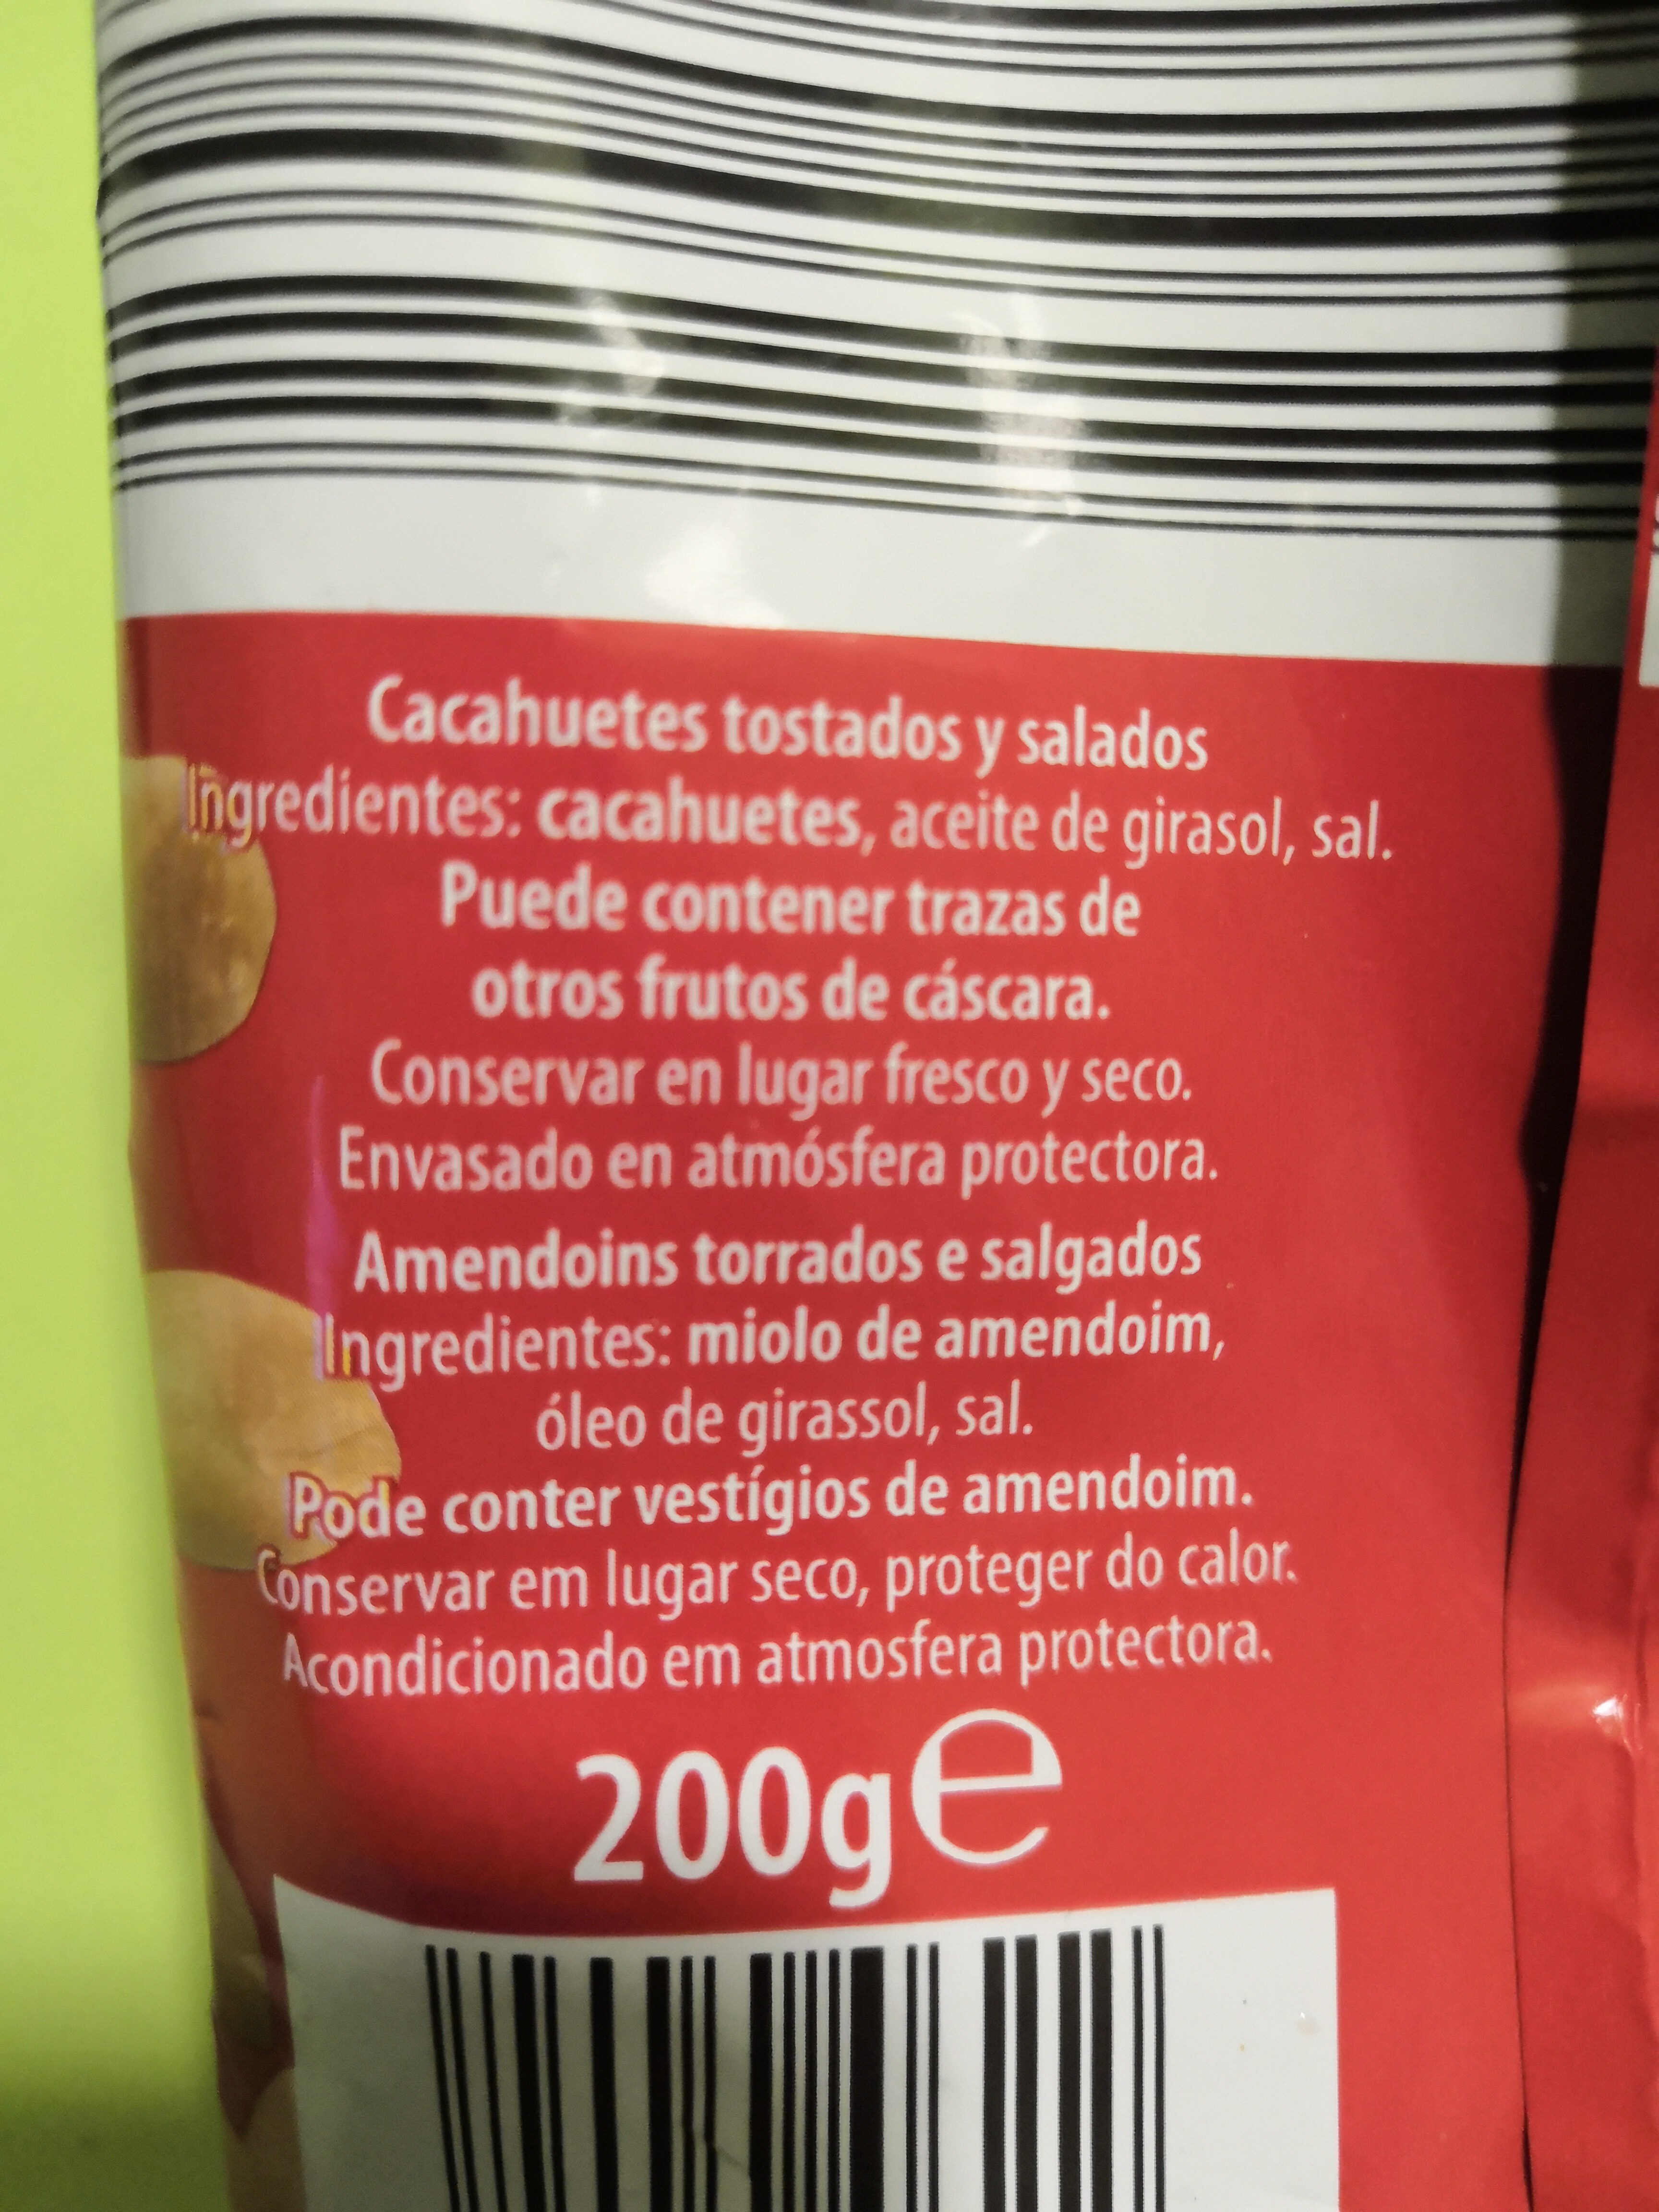 Cacahuetes tostados y salados
Ingredientes: cacahuetes, aceite de girasol, sal.
Puede contener trazas de
otros frutos de cáscara.
Conservar en lugar fresco y seco.
Envasado en atmósfera protectora.
Amendoins torrados e salgados
Ingredientes: miolo de amendoim,
óleo de girassol, sal.
Pode conter vestígios de amendoim.
Conservar em lugar seco, proteger do calor.
Acondicionado em atmosfera protectora.
200g e